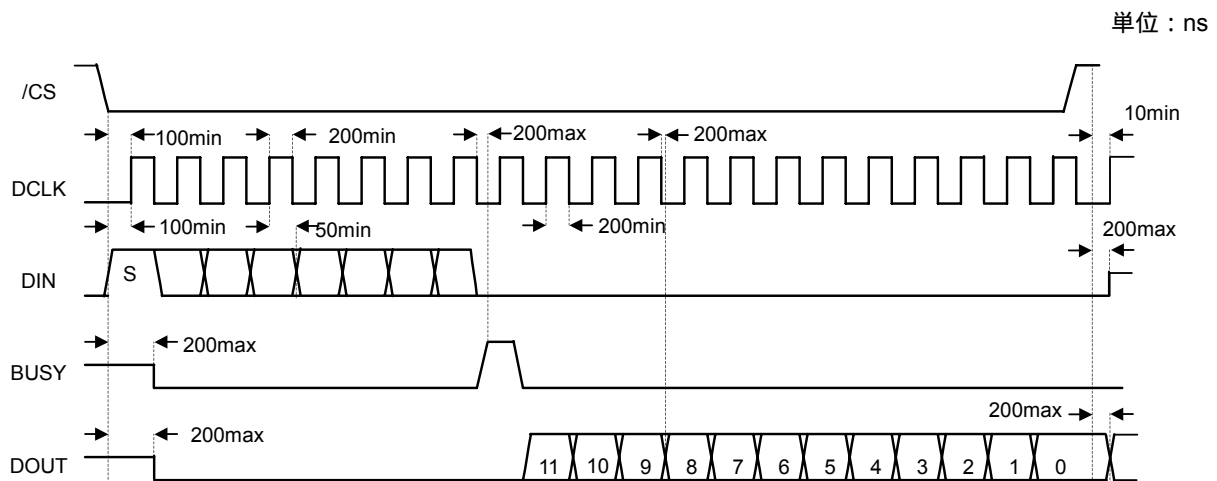 単位：ns
/CS
10min
100min 200min 200max 200max
DCLK
100min 50min 200min 200max
DIN S
200max
BUSY
200max 200max
DOUT 11 10 9 8 7 6 5 4 3 2 1 0